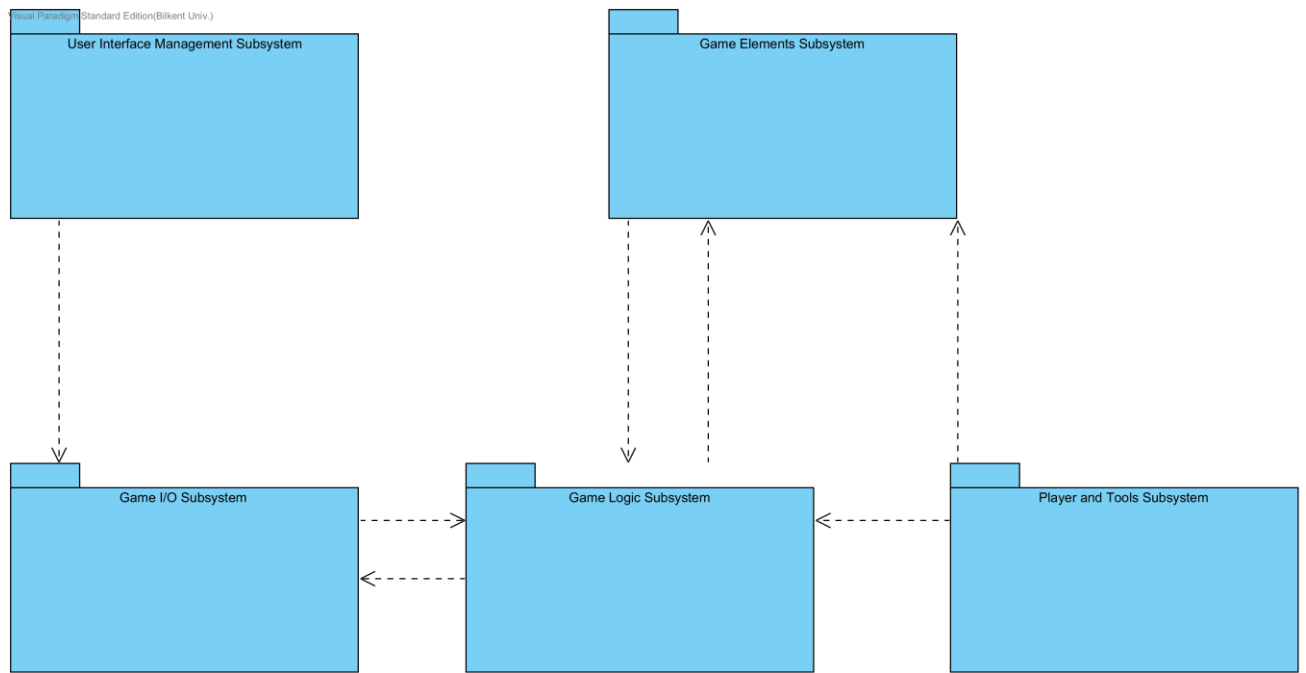 Visual Paradigm Standard Edition(Bilkent Univ.)
User Interface Management Subsystem
Game Elements Subsystem
Game I/O Subsystem
Game Logic Subsystem
Player and Tools Subsystem